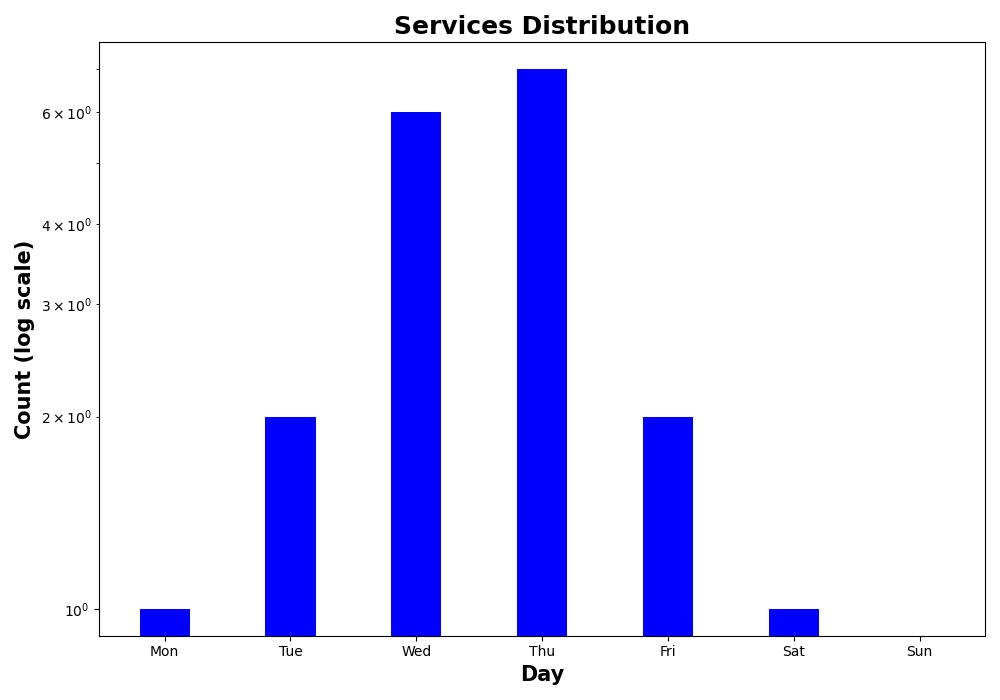 Services Distribution
Count (log scale)
6 × 10⁰
4 × 10⁰
3 × 10⁰
2 × 10⁰
10⁰
Mon Tue Wed Thu Fri Sat Sun
Day